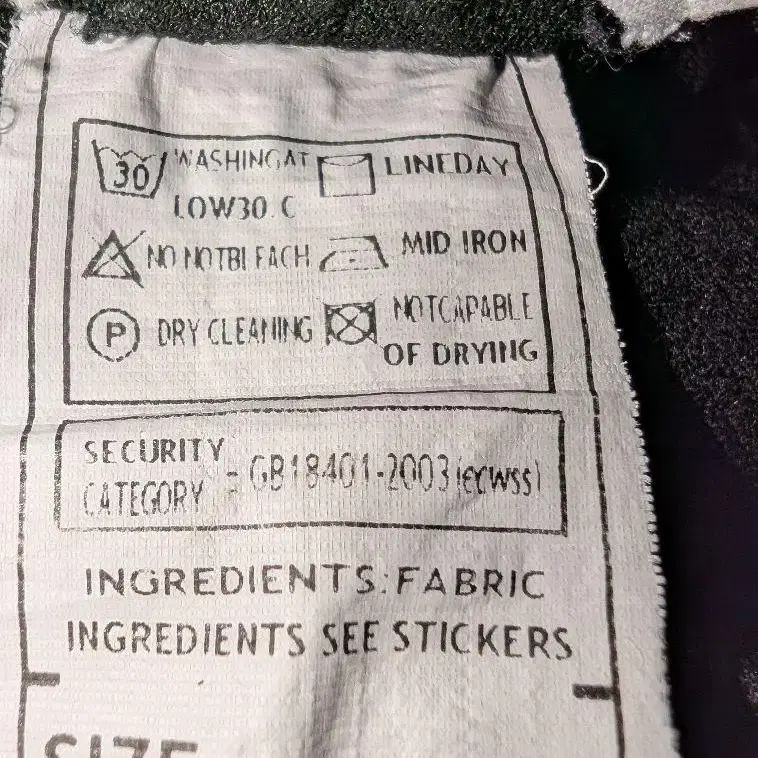 30 WASHINGAT LINEDAY
LOW30.C
NO NOTBLEACH MID IRON
P DRY CLEANING NOTCAPABLE
OF DRYING
SECURITY
CATEGORY - GB18401-2003(eCWSS)
INGREDIENTS:FABRIC
INGREDIENTS SEE STICKERS
SIZE